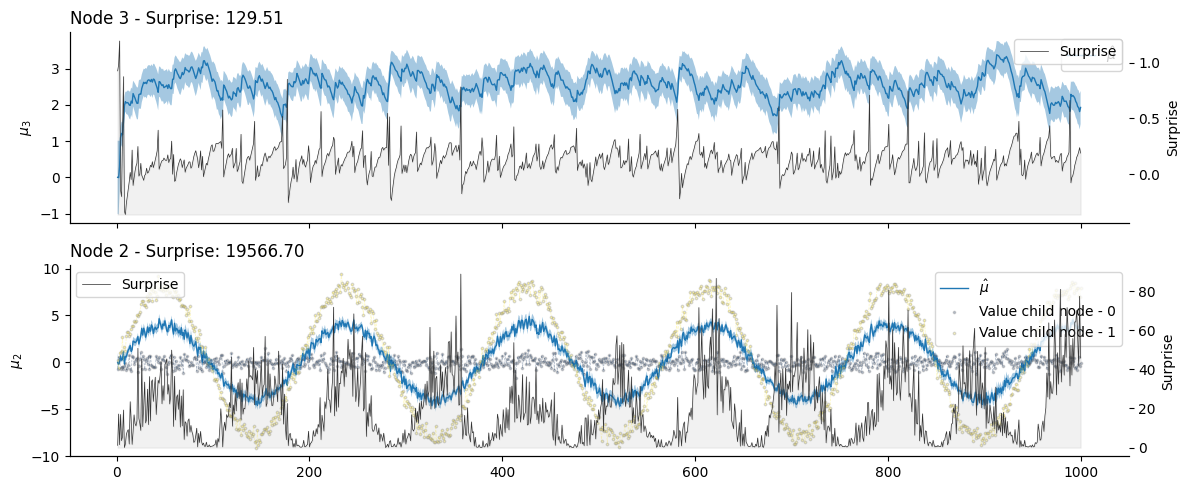 Node 3 - Surprise: 129.51
3
2
1
0
−1
μ₃
Surprise
μ̂
1.0
0.5
0.0
Surprise
Node 2 - Surprise: 19566.70
10
5
0
−5
−10
μ₂
Surprise
μ̂
Value child node - 0
Value child node - 1
80
60
40
20
0
Surprise
0
200
400
600
800
1000